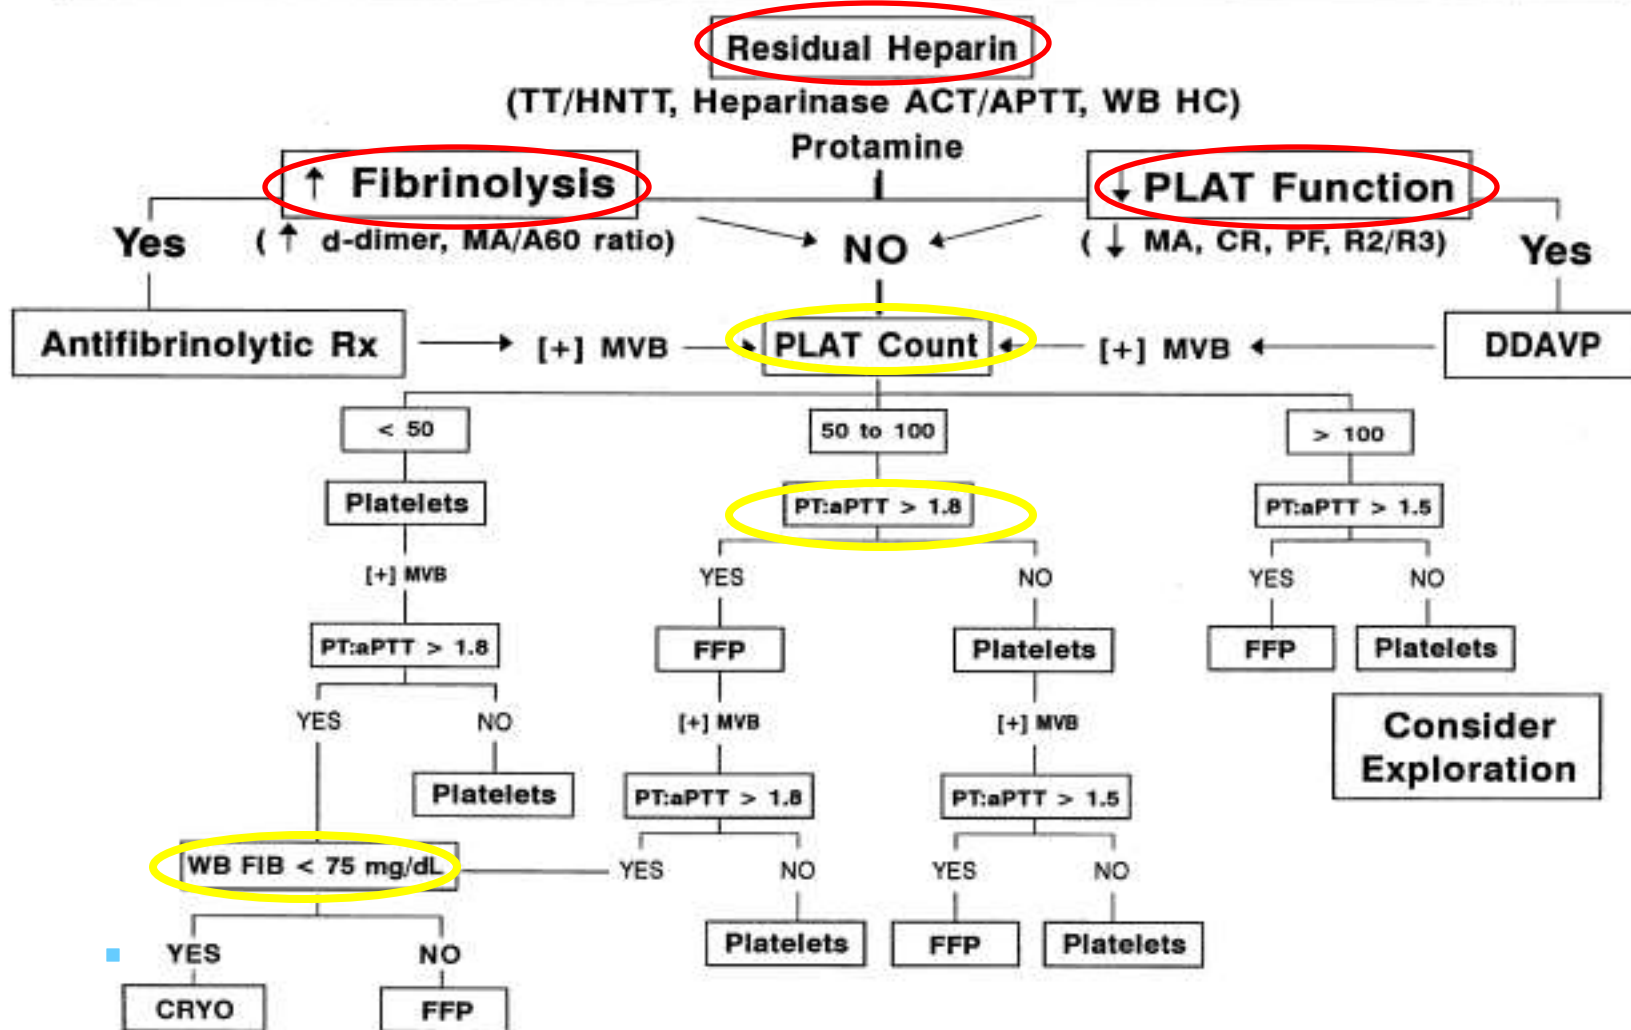 Residual Heparin
(TT/HNTT, Heparinase ACT/APTT, WB HC)
Protamine
↑ Fibrinolysis
↓ PLAT Function
Yes
( ↑ d-dimer, MA/A60 ratio)
NO
( ↓ MA, CR, PF, R2/R3)
Yes
Antifibrinolytic Rx
[+] MVB
PLAT Count
[+] MVB
DDAVP
< 50
50 to 100
> 100
Platelets
PT:aPTT > 1.8
PT:aPTT > 1.5
[+] MVB
YES
NO
YES
NO
PT:aPTT > 1.8
FFP
Platelets
FFP
Platelets
YES
NO
[+] MVB
[+] MVB
Consider
Exploration
Platelets
PT:aPTT > 1.8
PT:aPTT > 1.5
WB FIB < 75 mg/dL
YES
NO
YES
NO
YES
NO
Platelets
FFP
Platelets
CRYO
FFP